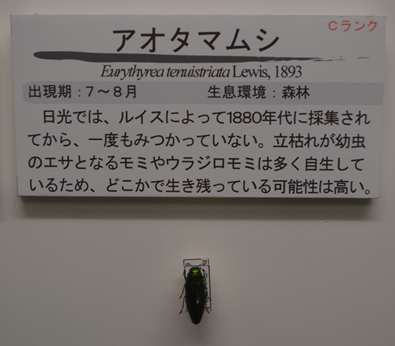 Cランク
アオタマムシ
Eurythyrea tenuistriata Lewis, 1893
出現期：7～8月　生息環境：森林
日光では、ルイスによって1880年代に採集され
てから、一度もみつかっていない。立枯れが幼虫
のエサとなるモミやウラジロモミは多く自生して
いるため、どこかで生き残っている可能性は高い。